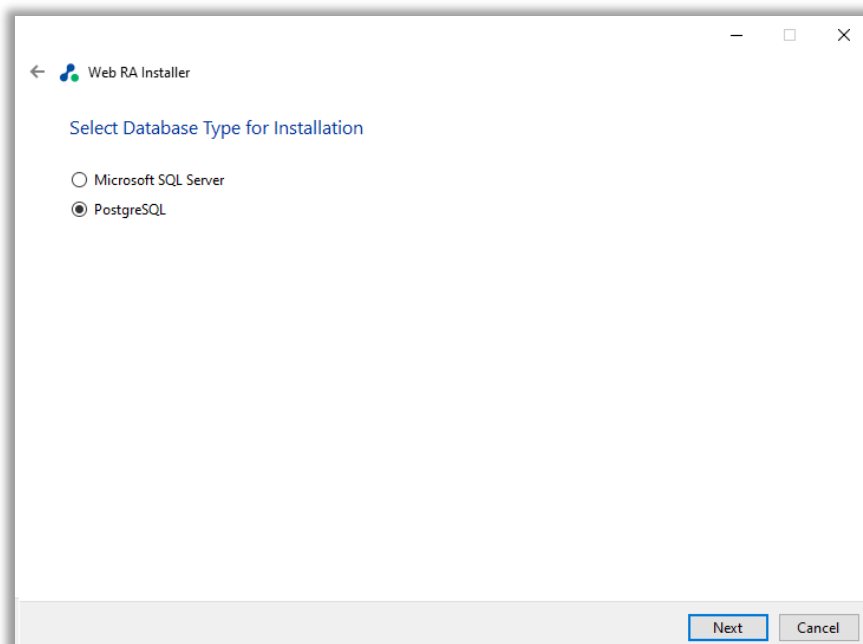 Web RA Installer
Select Database Type for Installation
Microsoft SQL Server
PostgreSQL
Next Cancel